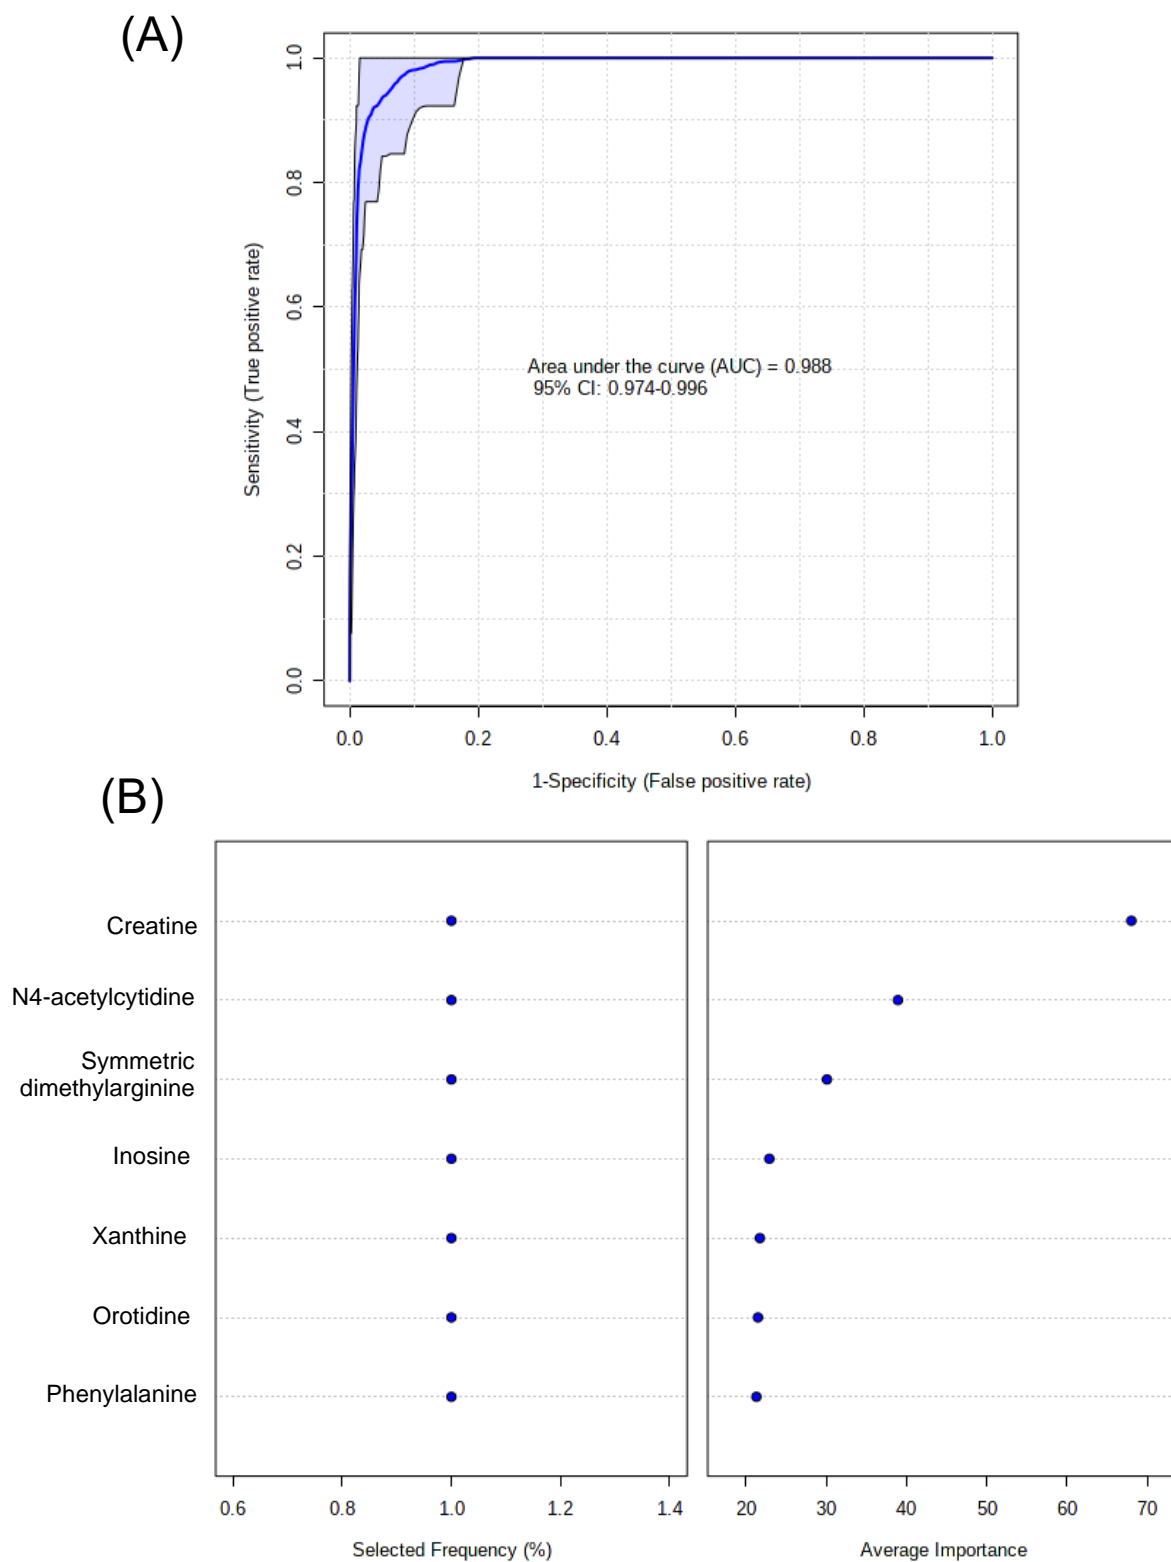 (A)
1.0
0.8
0.6
0.4
0.2
0.0
Sensitivity (True positive rate)
Area under the curve (AUC) = 0.988
95% CI: 0.974-0.996
0.0 0.2 0.4 0.6 0.8 1.0
1-Specificity (False positive rate)
(B)
Creatine
N4-acetylcytidine
Symmetric
dimethylarginine
Inosine
Xanthine
Orotidine
Phenylalanine
0.6 0.8 1.0 1.2 1.4
Selected Frequency (%)
20 30 40 50 60 70
Average Importance